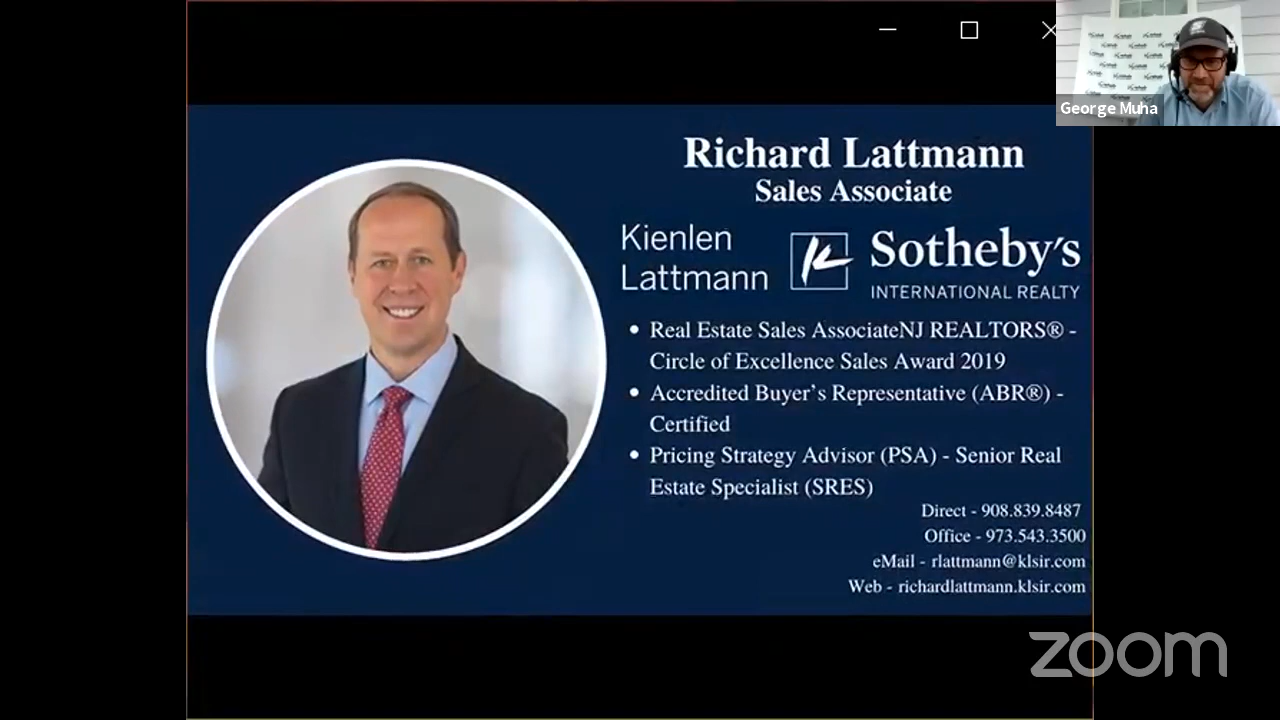 George Muha
Richard Lattmann
Sales Associate
Kienlen
Lattmann
Sotheby's
INTERNATIONAL REALTY
• Real Estate Sales AssociateNJ REALTORS® -
Circle of Excellence Sales Award 2019
• Accredited Buyer's Representative (ABR®) -
Certified
• Pricing Strategy Advisor (PSA) - Senior Real
Estate Specialist (SRES)
Direct - 908.839.8487
Office - 973.543.3500
eMail - rlattmann@klsir.com
Web - richardlattmann.klsir.com
zoom